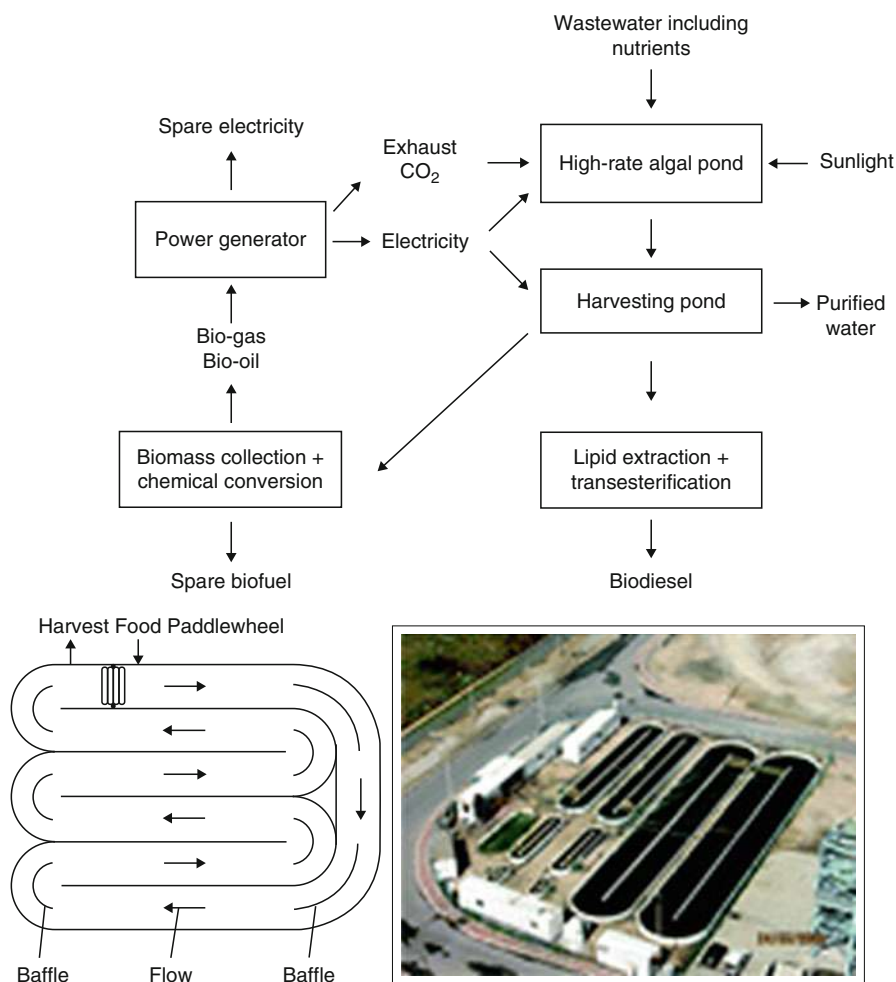 Wastewater including
nutrients
Spare electricity
Exhaust
CO₂
High-rate algal pond
Sunlight
Power generator
Electricity
Harvesting pond
Purified
water
Bio-gas
Bio-oil
Biomass collection +
chemical conversion
Lipid extraction +
transesterification
Spare biofuel
Biodiesel
Harvest Food Paddlewheel
Baffle
Flow
Baffle